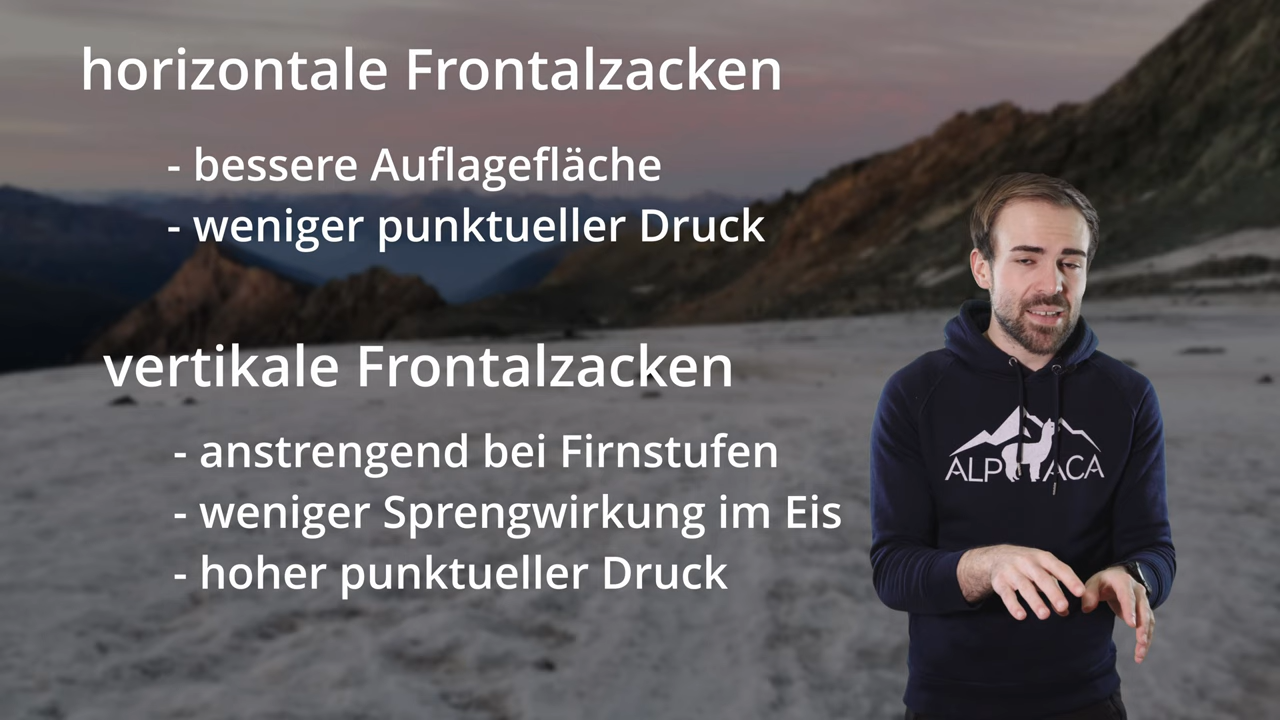 horizontale Frontalzacken
- bessere Auflagefläche
- weniger punktueller Druck
vertikale Frontalzacken
- anstrengend bei Firnstufen
- weniger Sprengwirkung im Eis
- hoher punktueller Druck
ALPACA